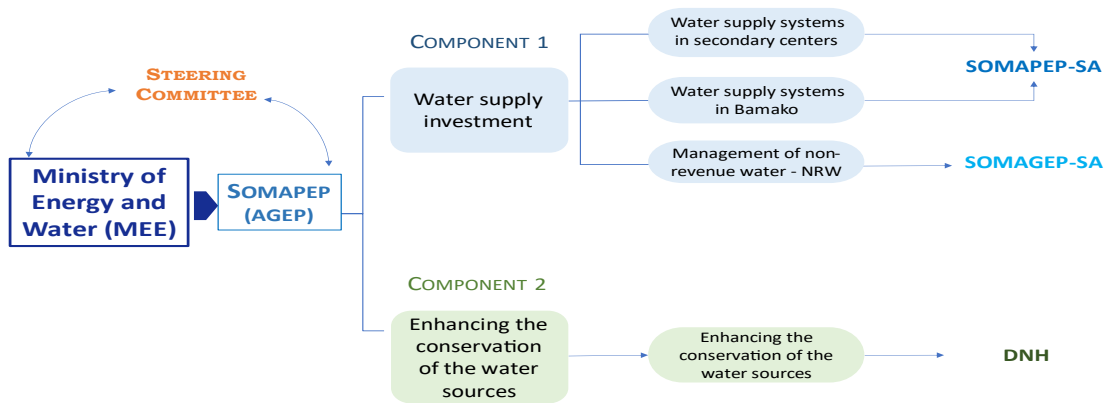 STEERING
COMMITTEE
Ministry of
Energy and
Water (MEE)
SOMAPEP
(AGEP)
COMPONENT 1
Water supply
investment
Water supply systems
in secondary centers
Water supply systems
in Bamako
Management of non-
revenue water - NRW
SOMAPEP-SA
SOMAGEP-SA
COMPONENT 2
Enhancing the
conservation
of the water
sources
Enhancing the
conservation of the
water sources
DNH